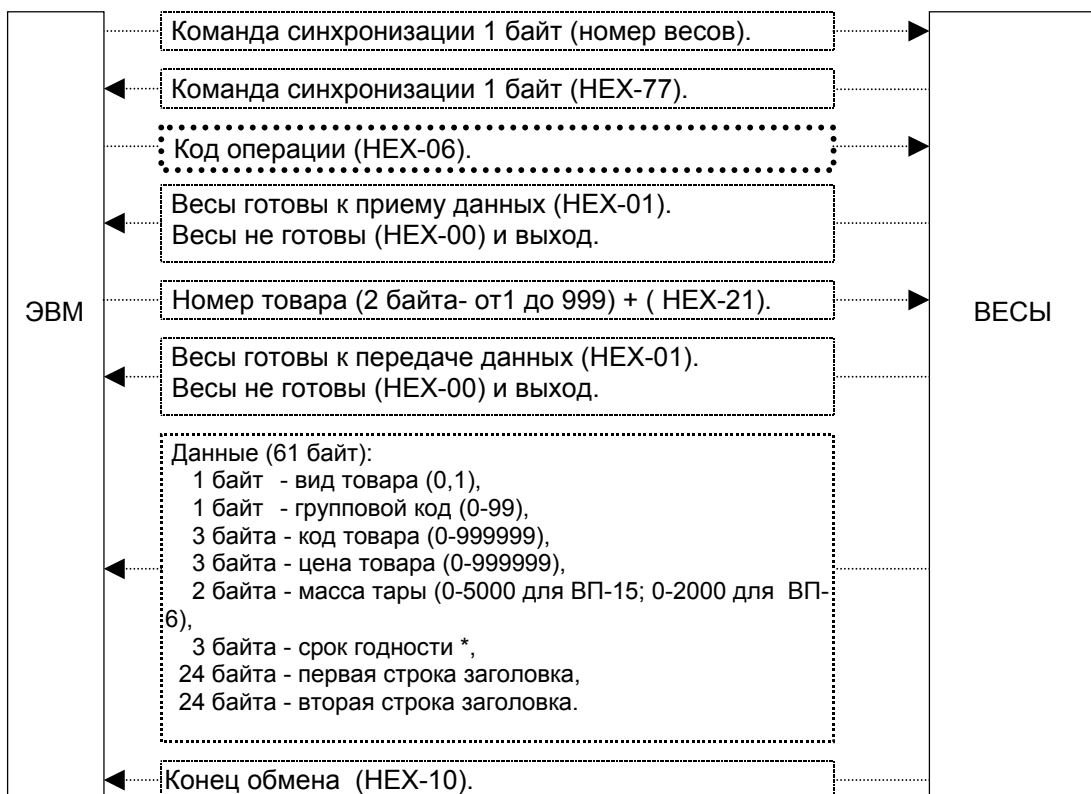 Команда синхронизации 1 байт (номер весов).
Команда синхронизации 1 байт (HEX-77).
Код операции (HEX-06).
Весы готовы к приему данных (HEX-01).
Весы не готовы (HEX-00) и выход.
ЭВМ
Номер товара (2 байта- от1 до 999) + ( HEX-21).
ВЕСЫ
Весы готовы к передаче данных (HEX-01).
Весы не готовы (HEX-00) и выход.
Данные (61 байт):
1 байт - вид товара (0,1),
1 байт - групповой код (0-99),
3 байта - код товара (0-999999),
3 байта - цена товара (0-999999),
2 байта - масса тары (0-5000 для ВП-15; 0-2000 для ВП-
6),
3 байта - срок годности *,
24 байта - первая строка заголовка,
24 байта - вторая строка заголовка.
Конец обмена (HEX-10).